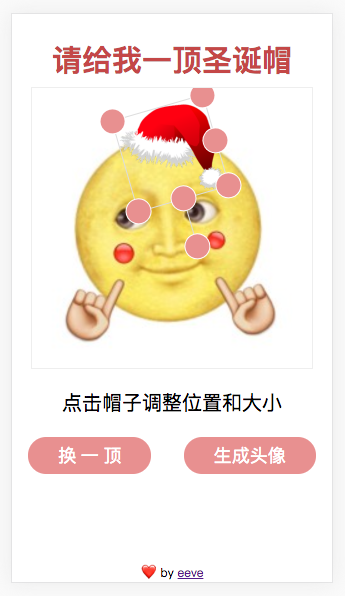 请给我一顶圣诞帽
点击帽子调整位置和大小
换一顶
生成头像
❤️ by eeve